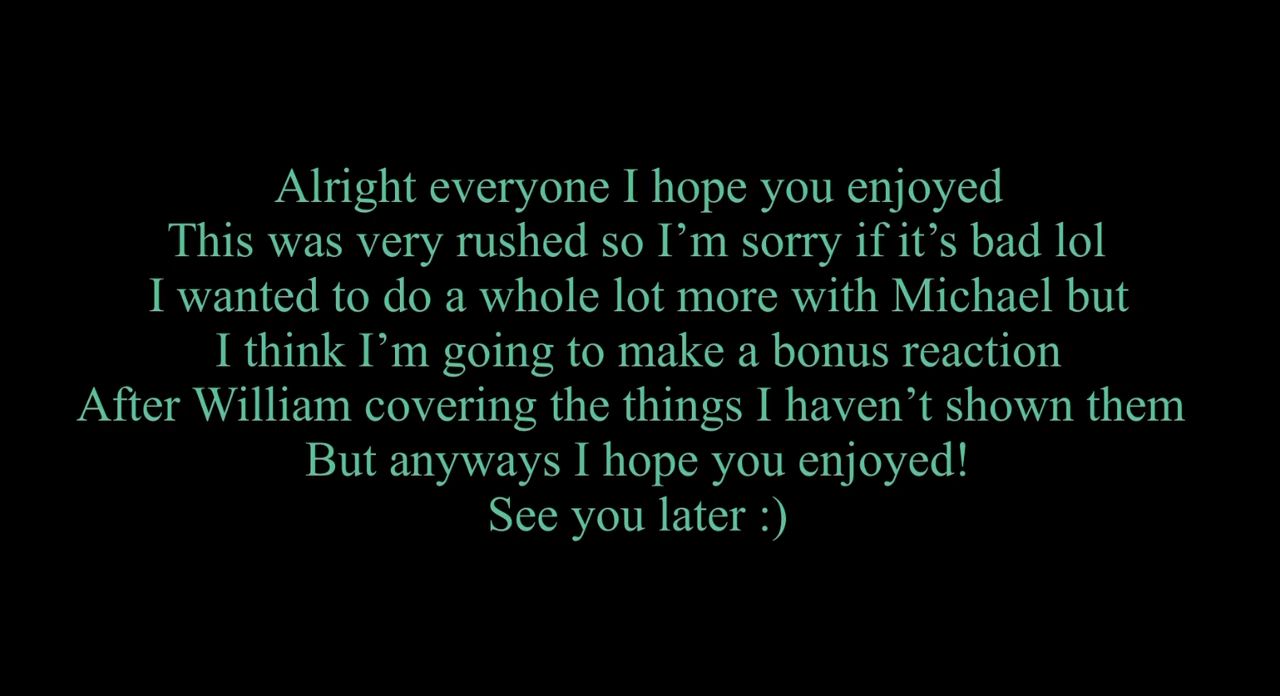 Alright everyone I hope you enjoyed
This was very rushed so I’m sorry if it’s bad lol
I wanted to do a whole lot more with Michael but
I think I’m going to make a bonus reaction
After William covering the things I haven’t shown them
But anyways I hope you enjoyed!
See you later :)